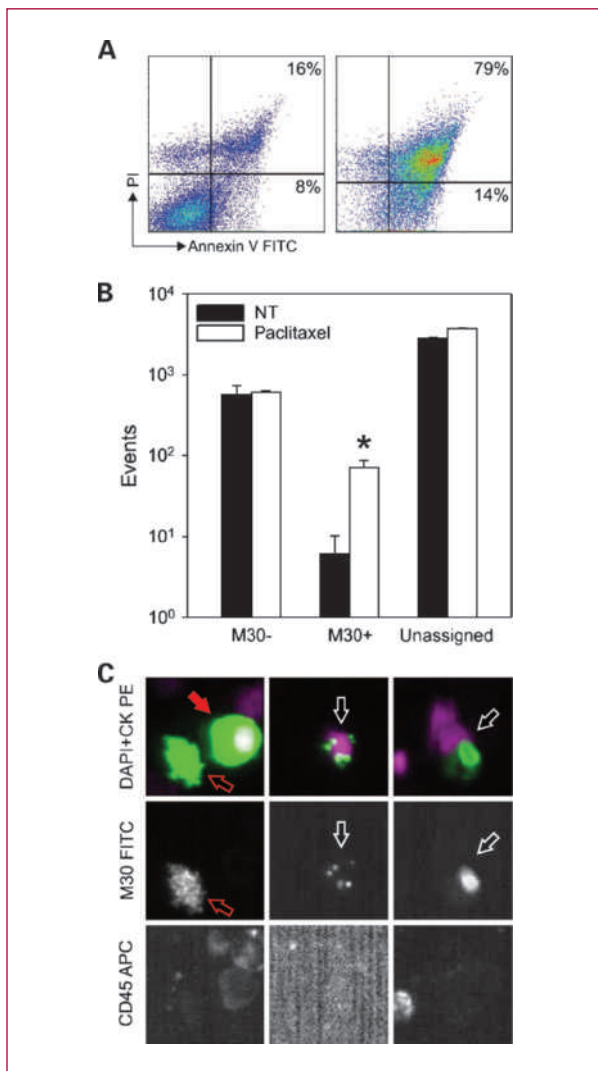 A
16%
79%
8%
14%
PI
Annexin V FITC
B
10⁴
10³
10²
10¹
10⁰
Events
NT
Paclitaxel
*
M30-
M30+
Unassigned
C
DAPI+CK PE
M30 FITC
CD45 APC